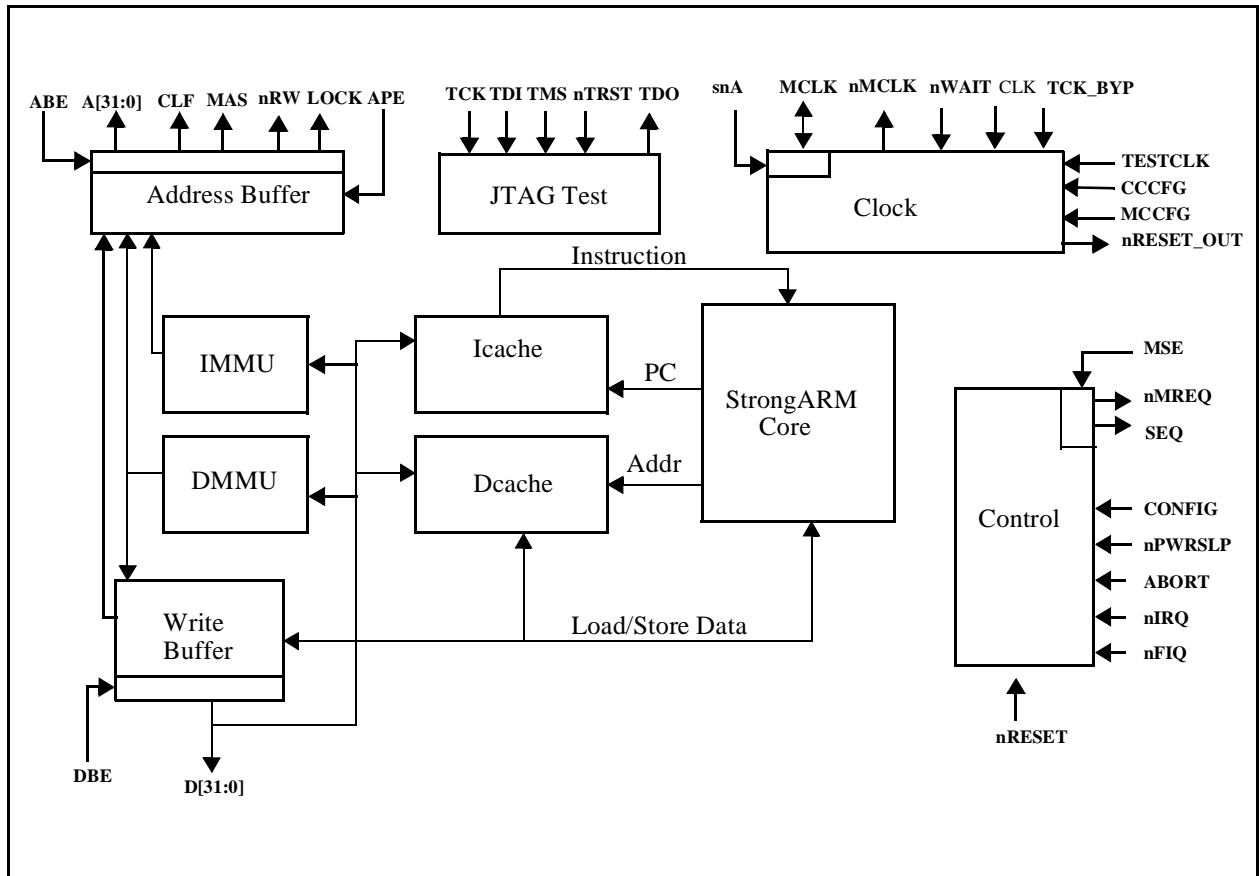 ABE A[31:0] CLF MAS nRW LOCK APE
TCK TDI TMS nTRST TDO
snA MCLK nMCLK nWAIT CLK TCK_BYP
Address Buffer
JTAG Test
Clock
TESTCLK
CCCFG
MCCFG
nRESET_OUT
Instruction
IMMU
Icache
PC
StrongARM
Core
DMMU
Dcache
Addr
MSE
nMREQ
SEQ
Control
CONFIG
nPWRSLP
ABORT
nIRQ
nFIQ
nRESET
Write
Buffer
Load/Store Data
DBE
D[31:0]